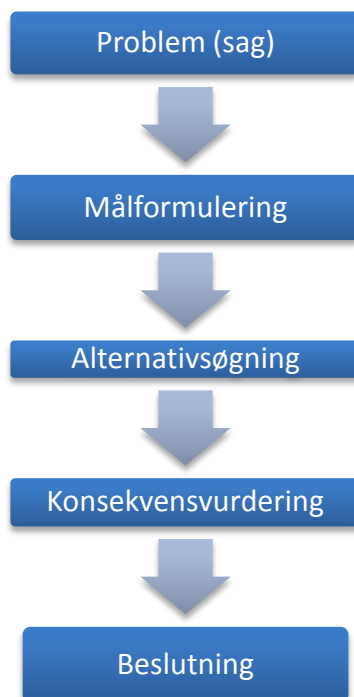 Problem (sag)
Målformulering
Alternativsøgning
Konsekvensvurdering
Beslutning